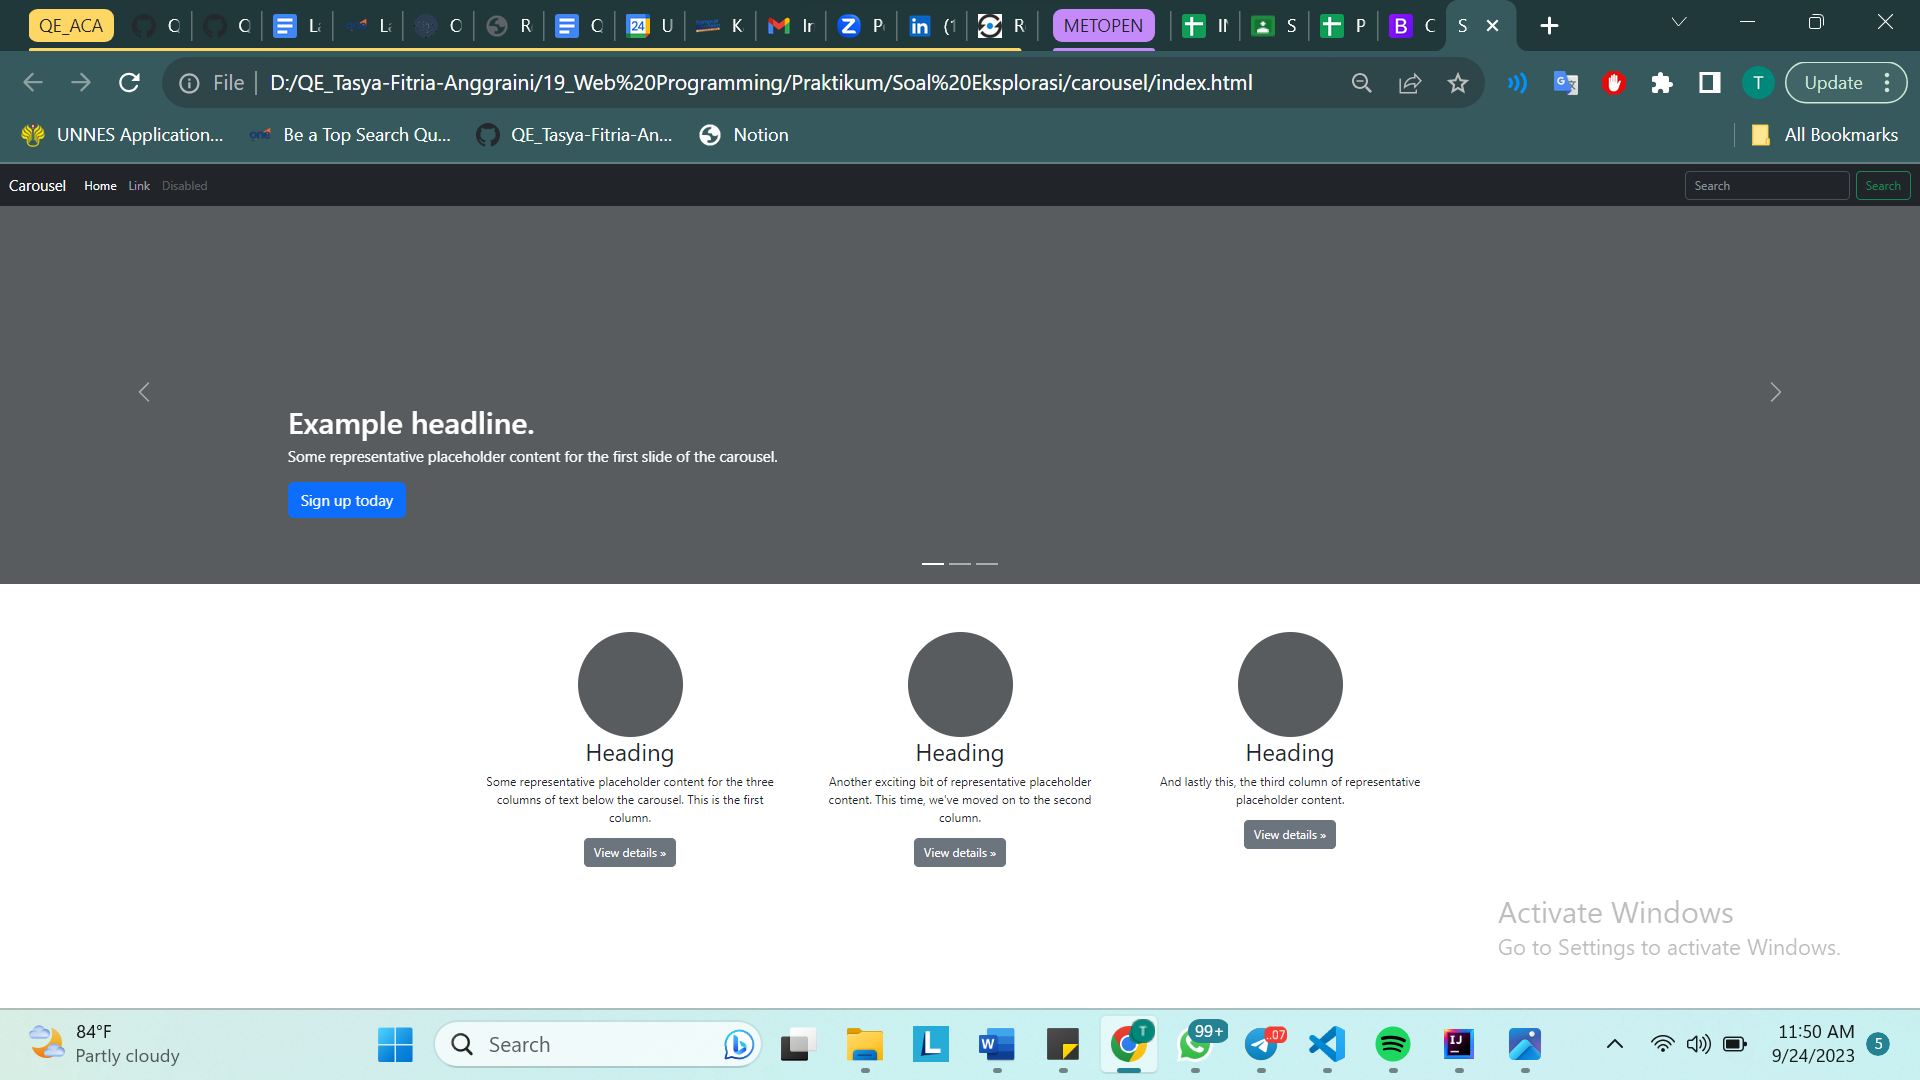 QE_ACA
METOPEN
File
D:/QE_Tasya-Fitria-Anggraini/19_Web%20Programming/Praktikum/Soal%20Eksplorasi/carousel/index.html
Update
UNNES Application...
Be a Top Search Qu...
QE_Tasya-Fitria-An...
Notion
All Bookmarks
Carousel
Home
Link
Disabled
Search
Search
Example headline.
Some representative placeholder content for the first slide of the carousel.
Sign up today
Heading
Some representative placeholder content for the three
columns of text below the carousel. This is the first
column.
View details »
Heading
Another exciting bit of representative placeholder
content. This time, we've moved on to the second
column.
View details »
Heading
And lastly this, the third column of representative
placeholder content.
View details »
Activate Windows
Go to Settings to activate Windows.
84°F
Partly cloudy
Search
99+
11:50 AM
9/24/2023
5